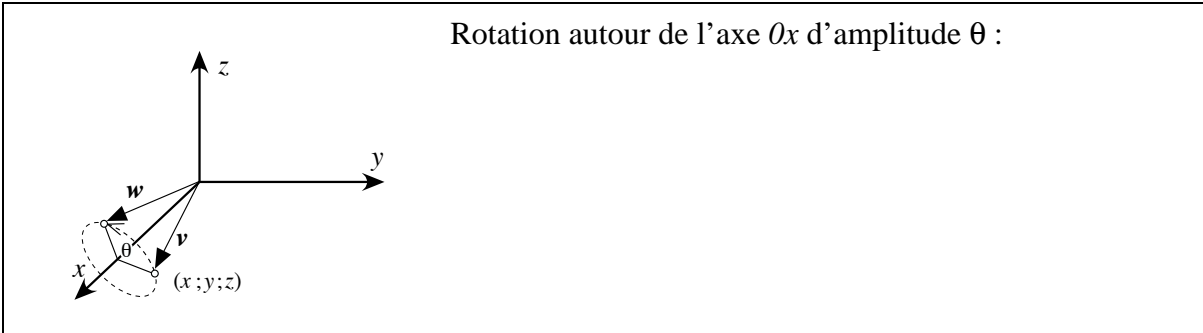 Rotation autour de l’axe 0x d’amplitude θ :
z
y
w
v
θ
x
(x ;y;z)